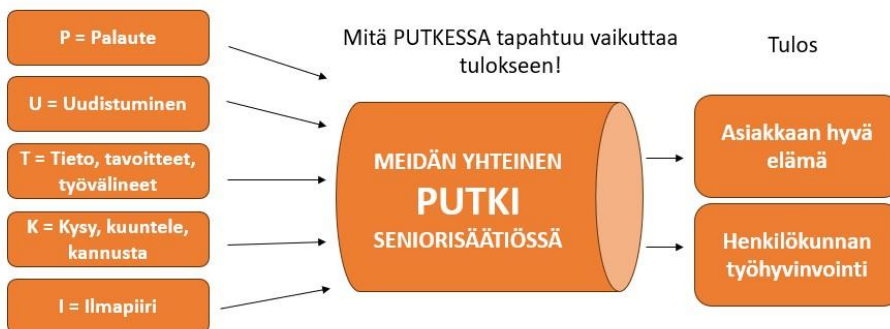 P = Palaute
U = Uudistuminen
T = Tieto, tavoitteet,
työvälineet
K = Kysy, kuuntele,
kannusta
I = Ilmapiiri
Mitä PUTKESSA tapahtuu vaikuttaa
tulokseen!
MEIDÄN YHTEINEN
PUTKI
SENIORISÄÄTIÖSSÄ
Tulos
Asiakkaan hyvä
elämä
Henkilökunnan
työhyvinvointi